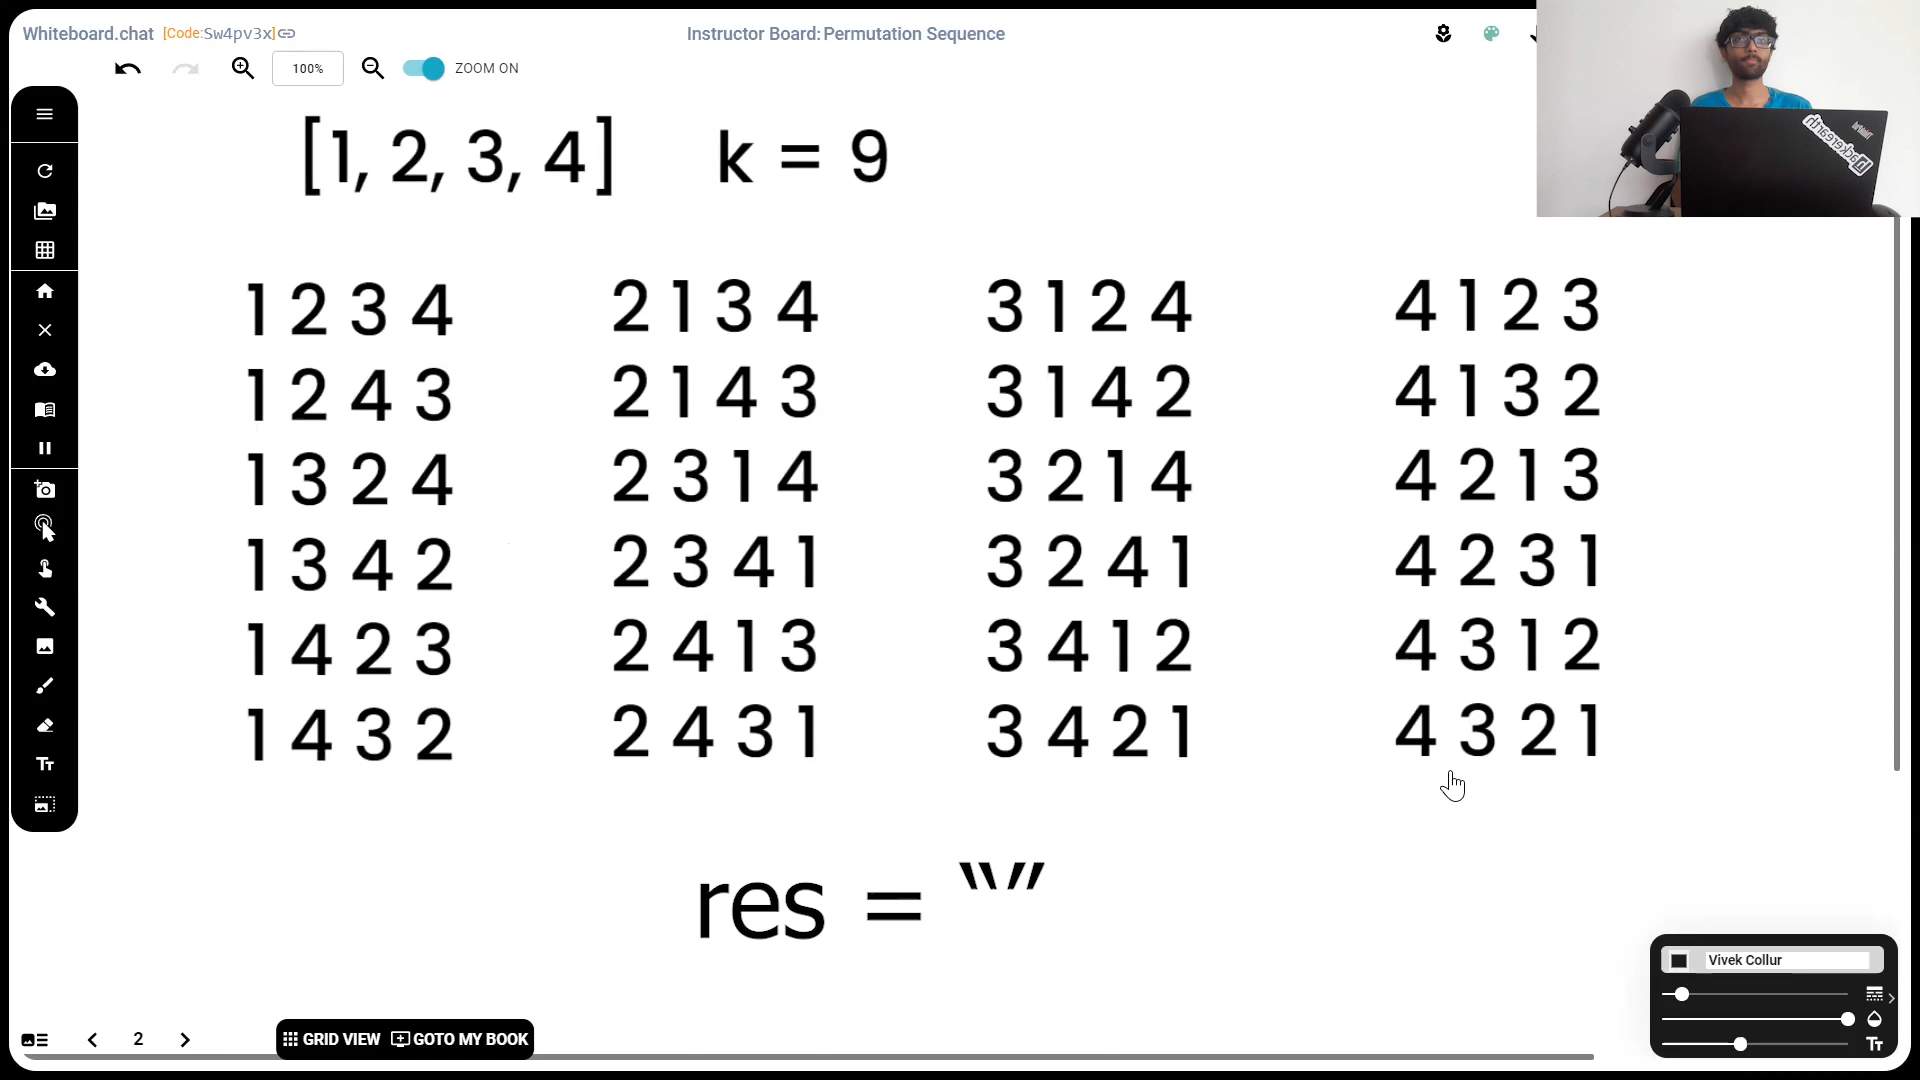 Whiteboard.chat [Code:Sw4pv3x]
Instructor Board: Permutation Sequence
100% ZOOM ON
[1, 2, 3, 4] k = 9
1 2 3 4 2 1 3 4 3 1 2 4 4 1 2 3
1 2 4 3 2 1 4 3 3 1 4 2 4 1 3 2
1 3 2 4 2 3 1 4 3 2 1 4 4 2 1 3
1 3 4 2 2 3 4 1 3 2 4 1 4 2 3 1
1 4 2 3 2 4 1 3 3 4 1 2 4 3 1 2
1 4 3 2 2 4 3 1 3 4 2 1 4 3 2 1
res = “”
Vivek Collur
Tт
Tт
2
GRID VIEW GOTO MY BOOK
hackerearth